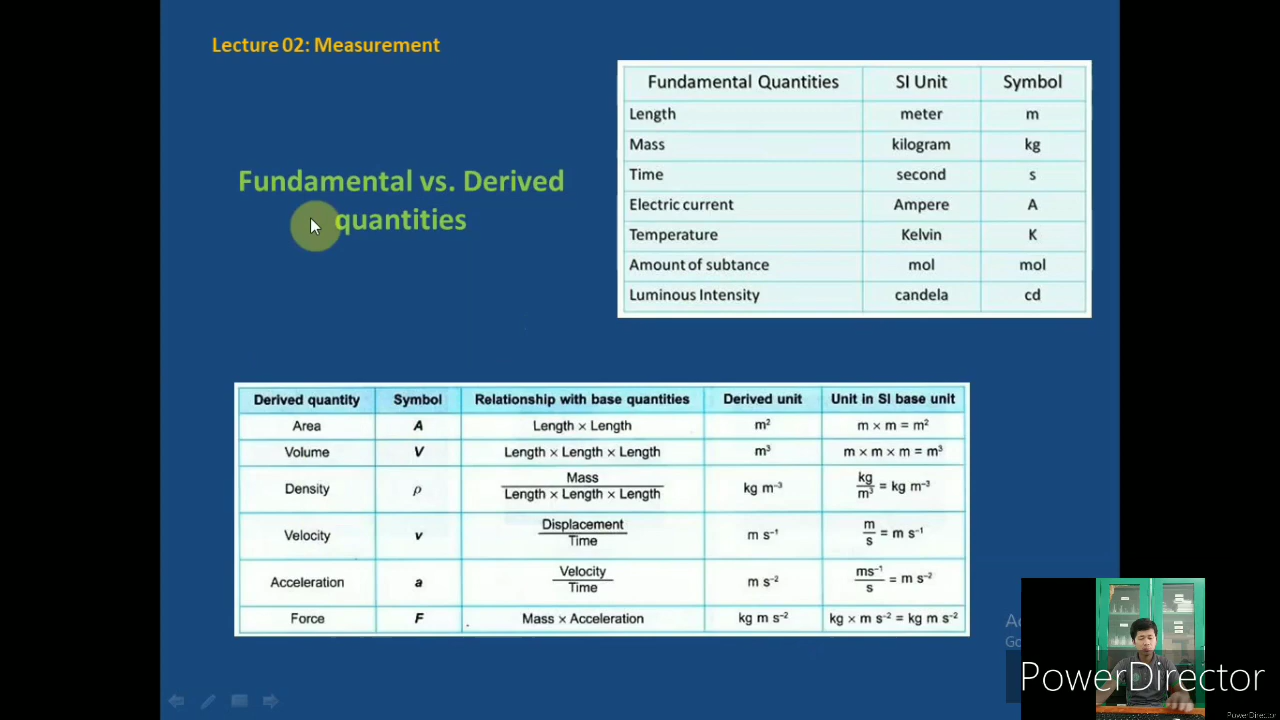 Lecture 02: Measurement
Fundamental vs. Derived
quantities
Fundamental Quantities SI Unit Symbol
Length meter m
Mass kilogram kg
Time second s
Electric current Ampere A
Temperature Kelvin K
Amount of subtance mol mol
Luminous Intensity candela cd
Derived quantity Symbol Relationship with base quantities Derived unit Unit in SI base unit
Area A Length × Length m² m × m = m²
Volume V Length × Length × Length m³ m × m × m = m³
Density ρ Mass / Length × Length × Length kg m⁻³ kg / m³ = kg m⁻³
Velocity v Displacement / Time m s⁻¹ m / s = m s⁻¹
Acceleration a Velocity / Time m s⁻² ms⁻¹ / s = m s⁻²
Force F Mass × Acceleration kg m s⁻² kg × m s⁻² = kg m s⁻²
PowerDirector
PowerDirector